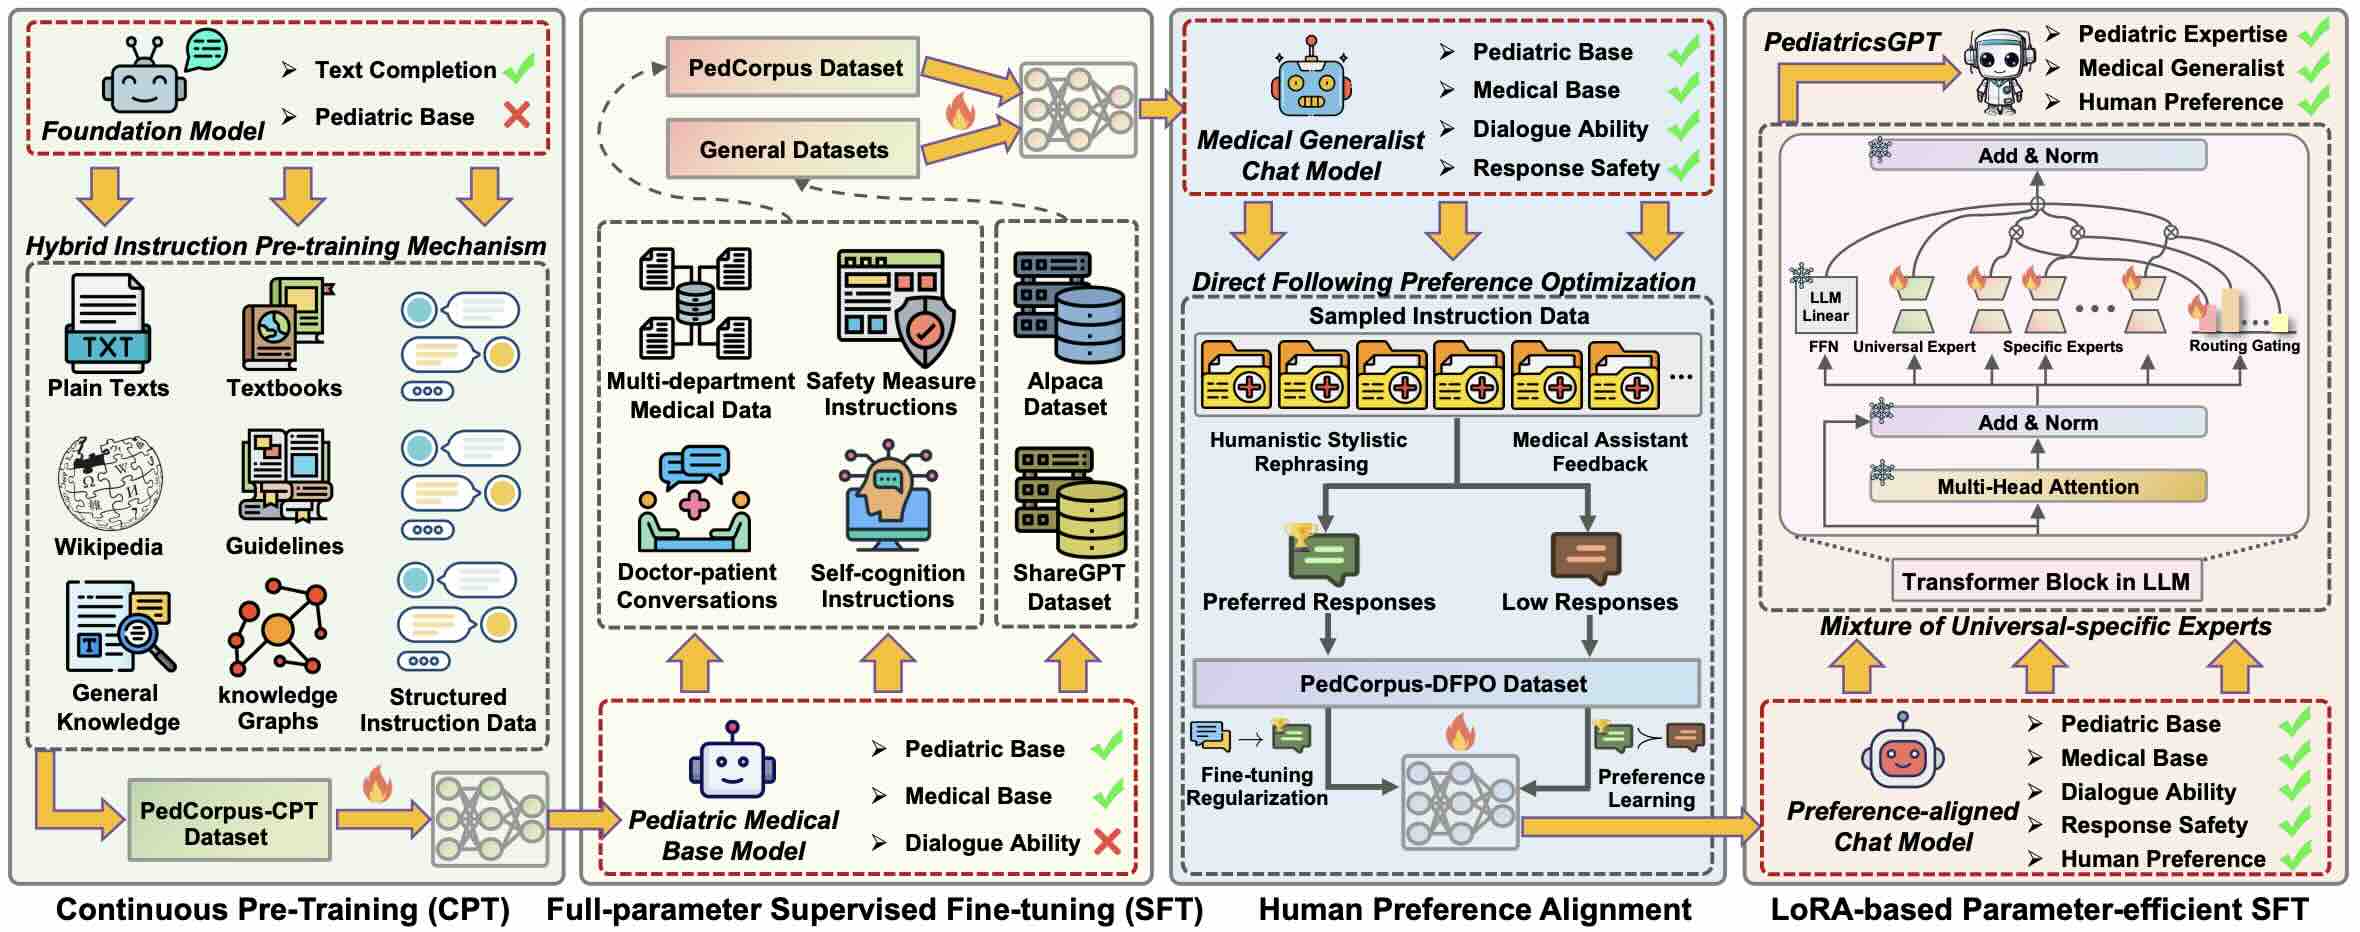 Text Completion
Pediatric Base
Foundation Model
Hybrid Instruction Pre-training Mechanism
TXT
Plain Texts
Textbooks
Wikipedia
Guidelines
T
General
Knowledge
knowledge
Graphs
Structured
Instruction Data
PedCorpus-CPT
Dataset
Continuous Pre-Training (CPT)
PedCorpus Dataset
General Datasets
Multi-department
Medical Data
Safety Measure
Instructions
Alpaca
Dataset
Doctor-patient
Conversations
Self-cognition
Instructions
ShareGPT
Dataset
Pediatric Medical
Base Model
Pediatric Base
Medical Base
Dialogue Ability
Full-parameter Supervised Fine-tuning (SFT)
Medical Generalist
Chat Model
Pediatric Base
Medical Base
Dialogue Ability
Response Safety
Direct Following Preference Optimization
Sampled Instruction Data
...
Humanistic Stylistic
Rephrasing
Medical Assistant
Feedback
Preferred Responses
Low Responses
PedCorpus-DFPO Dataset
Fine-tuning
Regularization
Preference
Learning
Human Preference Alignment
PediatricsGPT
Pediatric Expertise
Medical Generalist
Human Preference
Add & Norm
LLM
Linear
FFN
Universal Expert
Specific Experts
Routing Gating
Add & Norm
Multi-Head Attention
Transformer Block in LLM
Mixture of Universal-specific Experts
Preference-aligned
Chat Model
Pediatric Base
Medical Base
Dialogue Ability
Response Safety
Human Preference
LoRA-based Parameter-efficient SFT